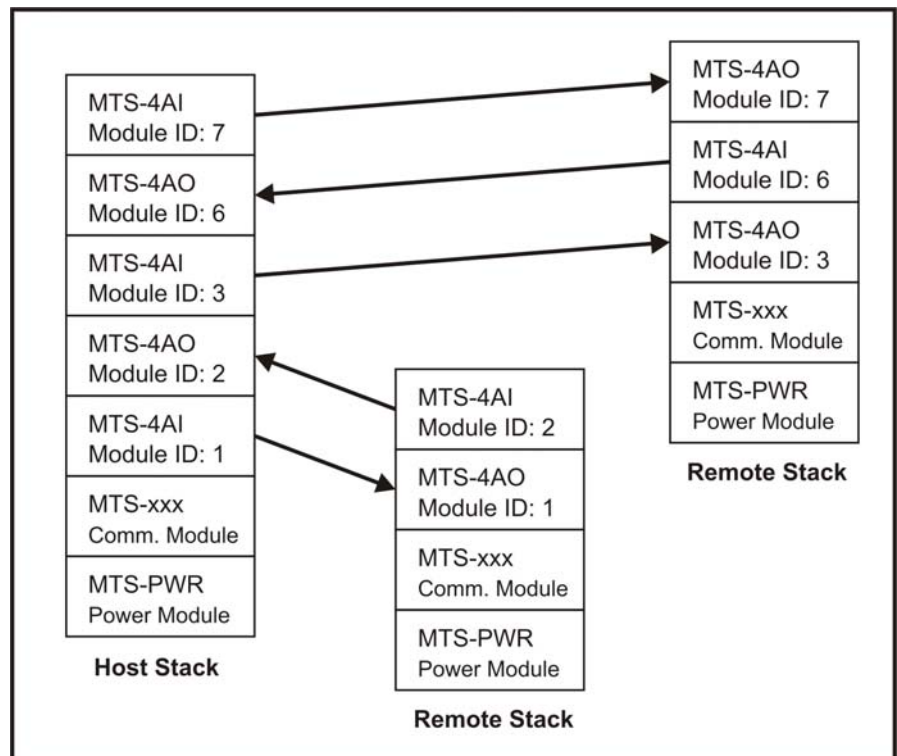 MTS-4AI
Module ID: 7
MTS-4AO
Module ID: 6
MTS-4AI
Module ID: 3
MTS-4AO
Module ID: 2
MTS-4AI
Module ID: 1
MTS-xxx
Comm. Module
MTS-PWR
Power Module
Host Stack
MTS-4AI
Module ID: 2
MTS-4AO
Module ID: 1
MTS-xxx
Comm. Module
MTS-PWR
Power Module
Remote Stack
MTS-4AO
Module ID: 7
MTS-4AI
Module ID: 6
MTS-4AO
Module ID: 3
MTS-xxx
Comm. Module
MTS-PWR
Power Module
Remote Stack